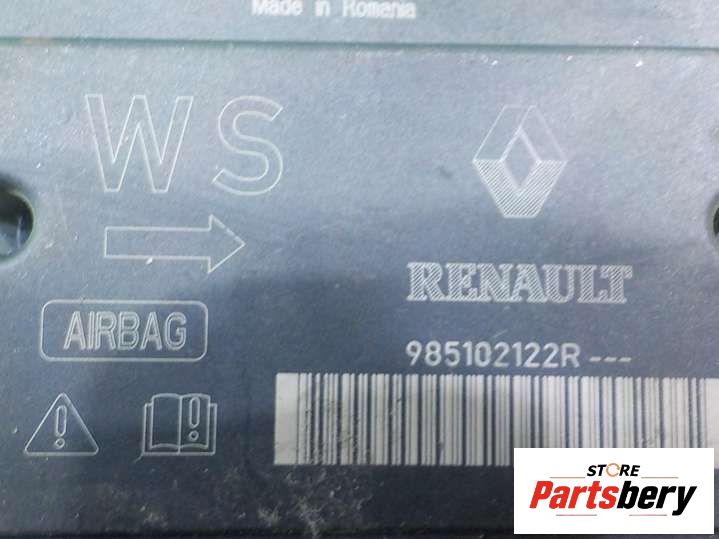 Made in Romania
WS
RENAULT
AIRBAG
985102122R---
STORE
Partsbery